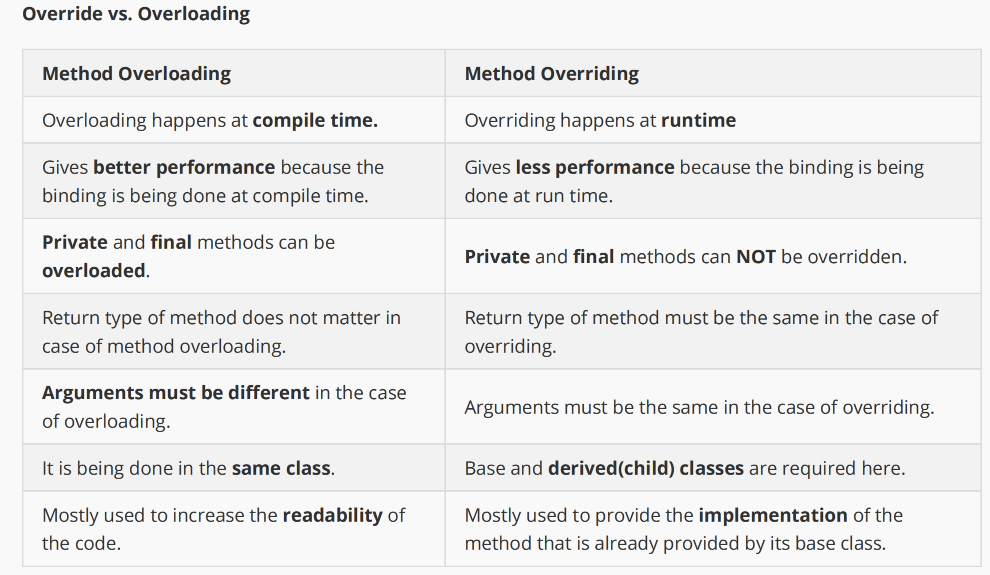 Override vs. Overloading
Method Overloading
Method Overriding
Overloading happens at compile time.
Overriding happens at runtime
Gives better performance because the
binding is being done at compile time.
Gives less performance because the binding is being
done at run time.
Private and final methods can be
overloaded.
Private and final methods can NOT be overridden.
Return type of method does not matter in
case of method overloading.
Return type of method must be the same in the case of
overriding.
Arguments must be different in the case
of overloading.
Arguments must be the same in the case of overriding.
It is being done in the same class.
Base and derived(child) classes are required here.
Mostly used to increase the readability of
the code.
Mostly used to provide the implementation of the
method that is already provided by its base class.